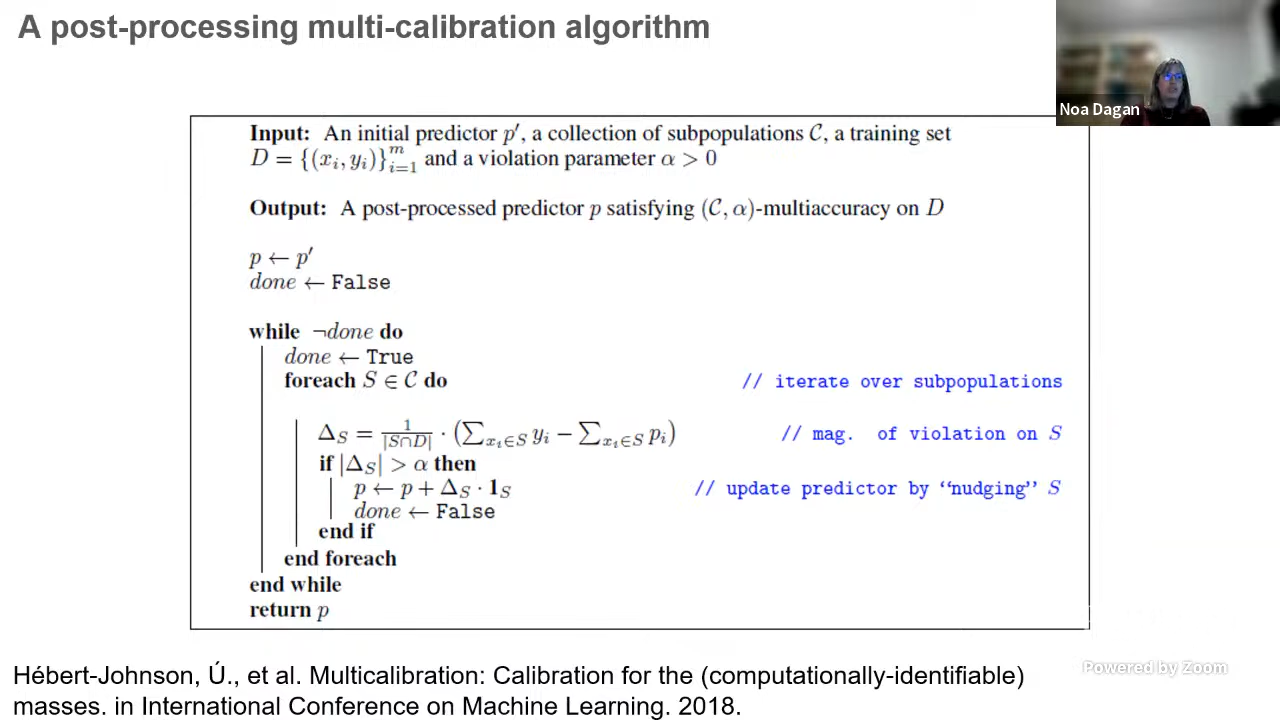 A post-processing multi-calibration algorithm
Noa Dagan
Input: An initial predictor p′, a collection of subpopulations 𝒞, a training set
D = {(xᵢ, yᵢ)}ᵐᵢ₌₁ and a violation parameter α > 0
Output: A post-processed predictor p satisfying (𝒞, α)-multiaccuracy on D
p ← p′
done ← False
while ¬done do
done ← True
foreach S ∈ 𝒞 do // iterate over subpopulations
Δ_S = 1/|S∩D| · (∑_{xᵢ∈S} yᵢ − ∑_{xᵢ∈S} pᵢ) // mag. of violation on S
if |Δ_S| > α then
p ← p + Δ_S · 1_S // update predictor by “nudging” S
done ← False
end if
end foreach
end while
return p
Hébert-Johnson, Ú., et al. Multicalibration: Calibration for the (computationally-identifiable)
masses. in International Conference on Machine Learning. 2018.
Powered by Zoom